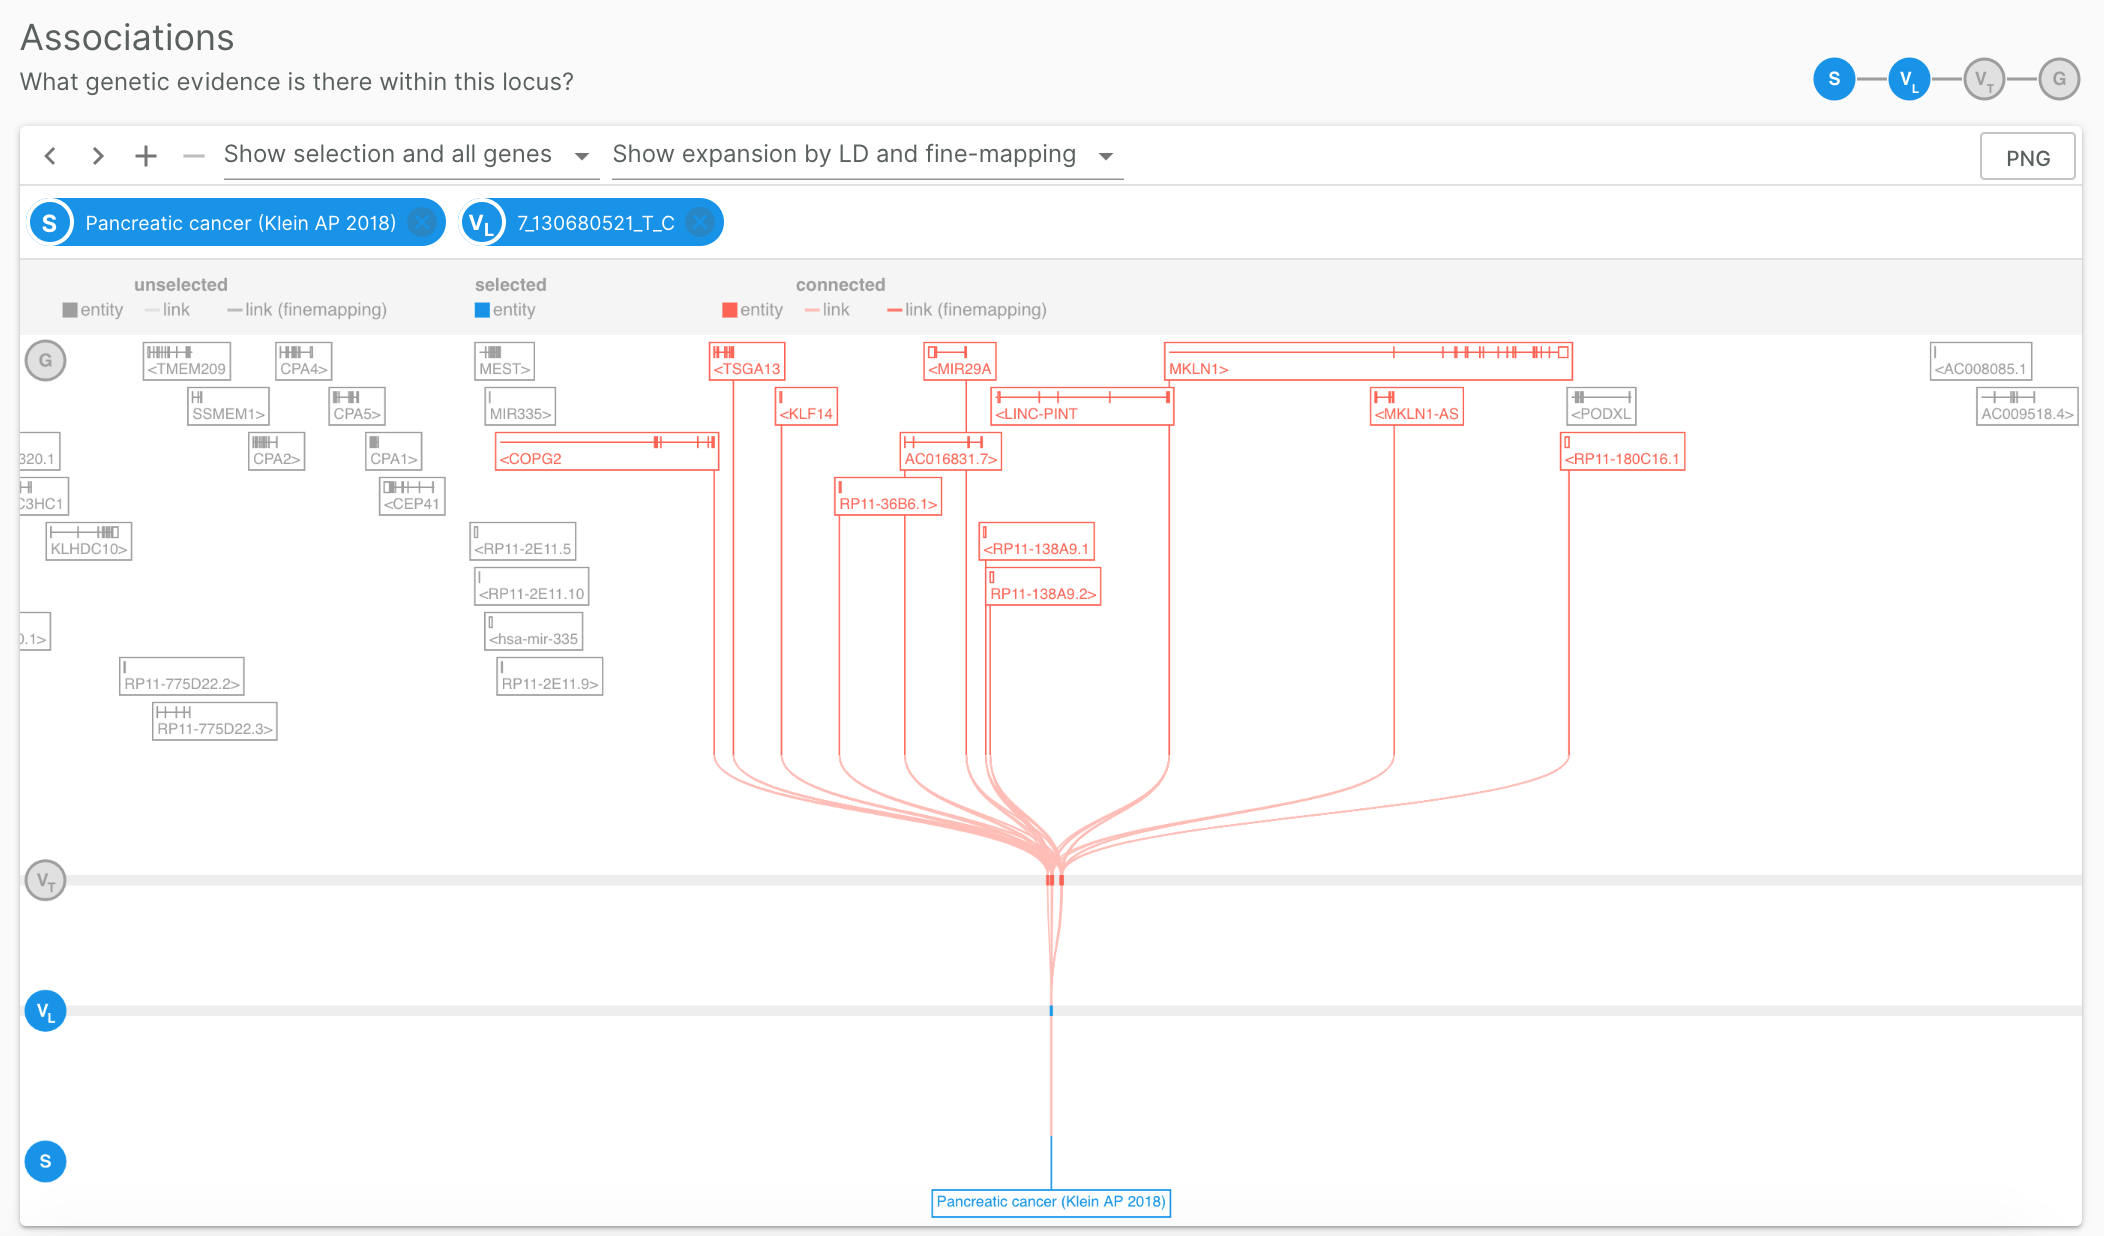 Associations
What genetic evidence is there within this locus?
S VL VT G
Show selection and all genes Show expansion by LD and fine-mapping PNG
S Pancreatic cancer (Klein AP 2018) VL 7_130680521_T_C
unselected selected connected
entity link link (finemapping) entity entity link link (finemapping)
G
<TMEM209 CPA4> MEST> <TSGA13 <MIR29A MKLN1> <AC008085.1
SSMEM1> CPA5> MIR335> <KLF14 <LINC-PINT <MKLN1-AS <PODXL AC009518.4>
320.1 CPA2> CPA1> <COPG2 AC016831.7> <RP11-180C16.1
C3HC1 <CEP41 RP11-36B6.1>
KLHDC10> <RP11-2E11.5 <RP11-138A9.1
<RP11-2E11.10 RP11-138A9.2>
0.1> <hsa-mir-335
RP11-775D22.2> RP11-2E11.9>
RP11-775D22.3>
VT
VL
S
Pancreatic cancer (Klein AP 2018)